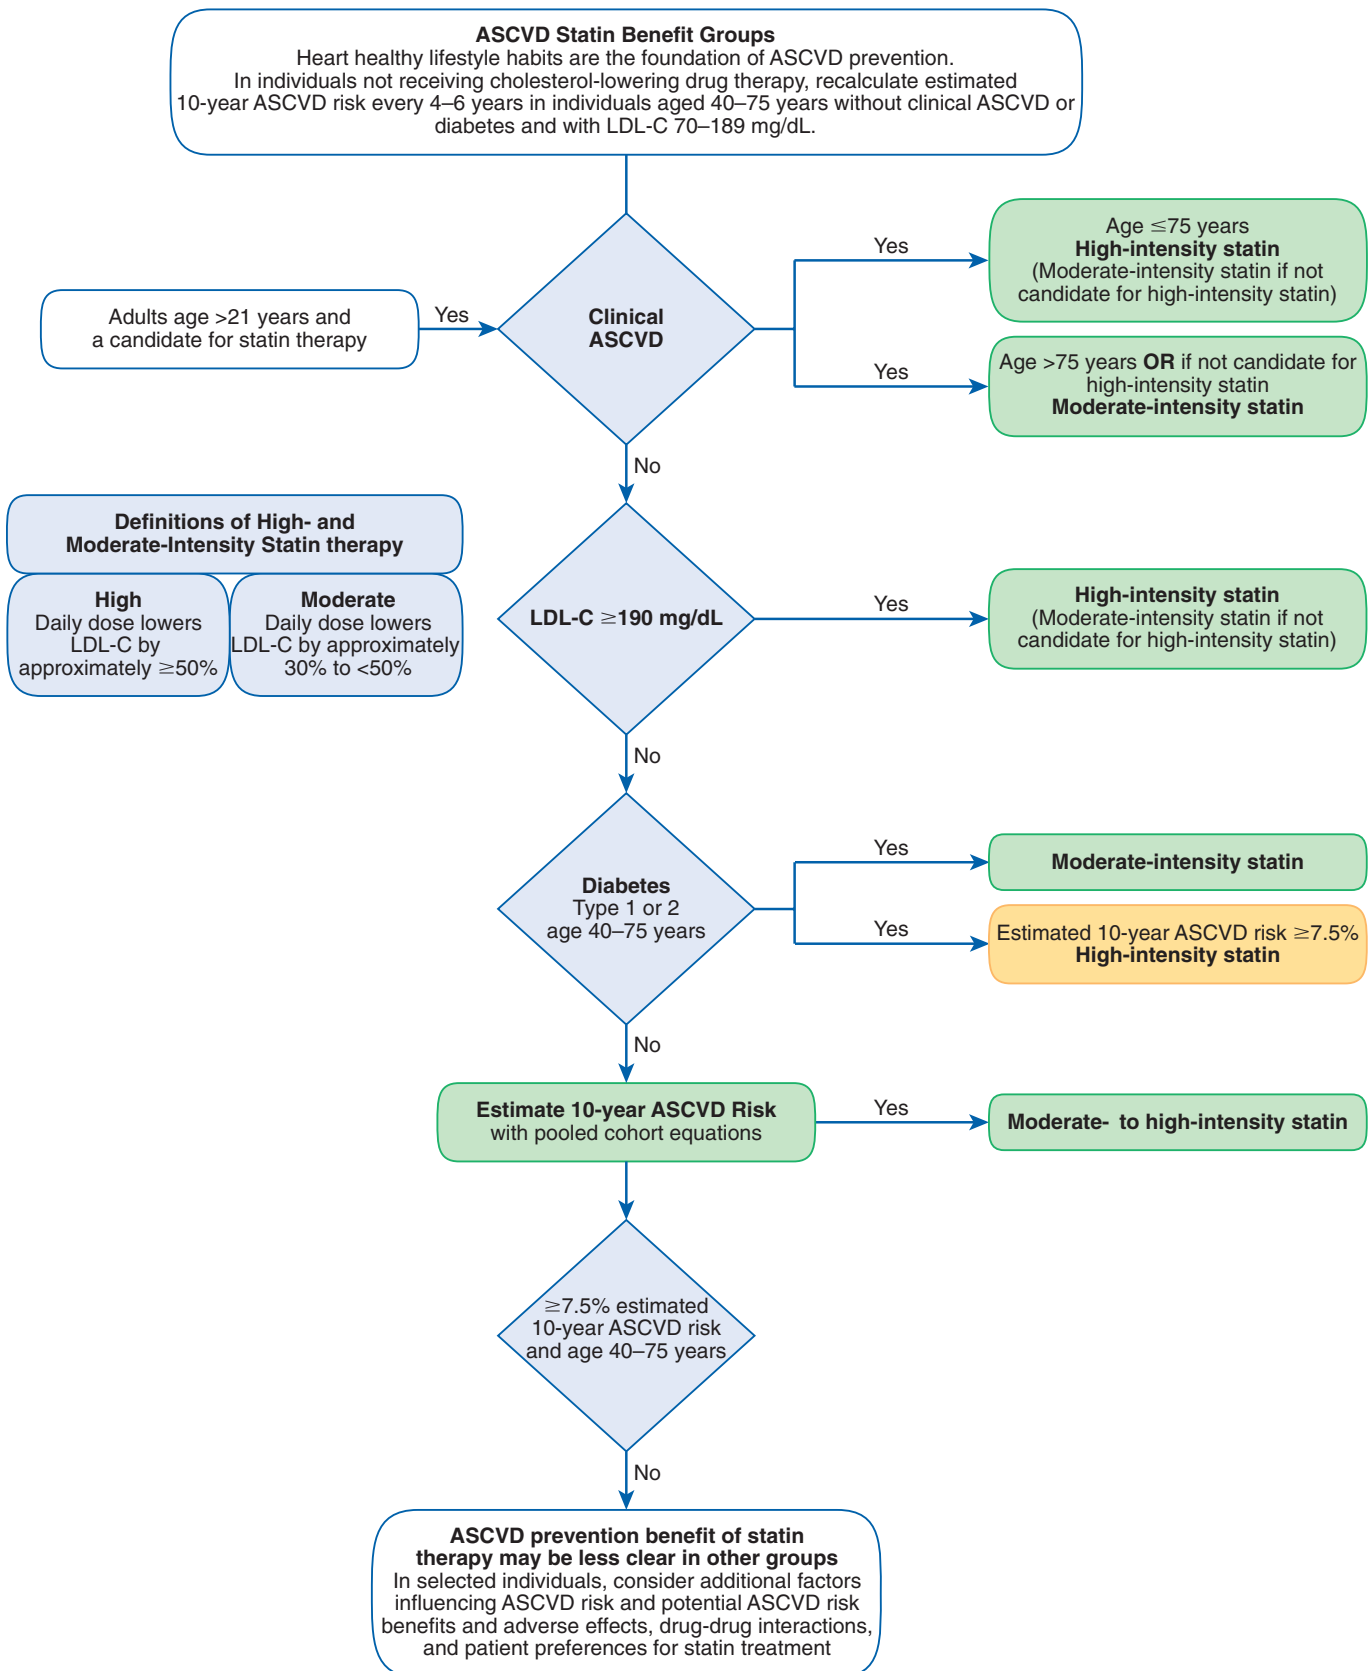 ASCVD Statin Benefit Groups
Heart healthy lifestyle habits are the foundation of ASCVD prevention.
In individuals not receiving cholesterol-lowering drug therapy, recalculate estimated
10-year ASCVD risk every 4–6 years in individuals aged 40–75 years without clinical ASCVD or
diabetes and with LDL-C 70–189 mg/dL.
Adults age >21 years and
a candidate for statin therapy
Yes
Clinical
ASCVD
Yes
Age ≤75 years
High-intensity statin
(Moderate-intensity statin if not
candidate for high-intensity statin)
Yes
Age >75 years OR if not candidate for
high-intensity statin
Moderate-intensity statin
No
Definitions of High- and
Moderate-Intensity Statin therapy
High
Daily dose lowers
LDL-C by
approximately ≥50%
Moderate
Daily dose lowers
LDL-C by approximately
30% to <50%
LDL-C ≥190 mg/dL
Yes
High-intensity statin
(Moderate-intensity statin if not
candidate for high-intensity statin)
No
Diabetes
Type 1 or 2
age 40–75 years
Yes
Moderate-intensity statin
Yes
Estimated 10-year ASCVD risk ≥7.5%
High-intensity statin
No
Estimate 10-year ASCVD Risk
with pooled cohort equations
Yes
Moderate- to high-intensity statin
≥7.5% estimated
10-year ASCVD risk
and age 40–75 years
No
ASCVD prevention benefit of statin
therapy may be less clear in other groups
In selected individuals, consider additional factors
influencing ASCVD risk and potential ASCVD risk
benefits and adverse effects, drug-drug interactions,
and patient preferences for statin treatment